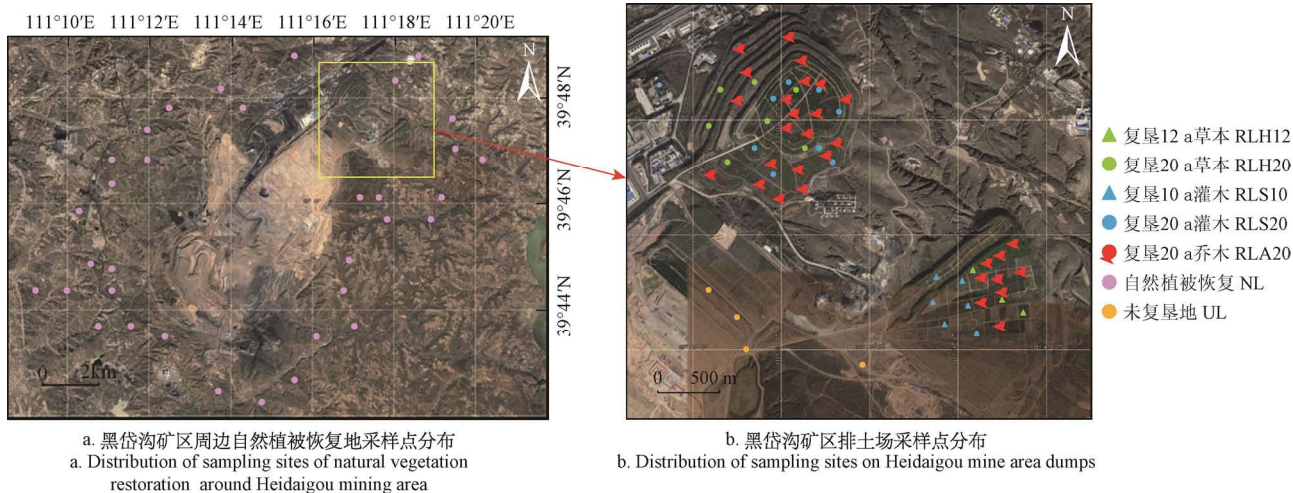 111°10′E 111°12′E 111°14′E 111°16′E 111°18′E 111°20′E
N
39°48′N
39°46′N
39°44′N
0 2km
a. 黑岱沟矿区周边自然植被恢复地采样点分布
a. Distribution of sampling sites of natural vegetation
restoration around Heidaigou mining area
N
0 500 m
b. 黑岱沟矿区排土场采样点分布
b. Distribution of sampling sites on Heidaigou mine area dumps
复垦12 a草本 RLH12
复垦20 a草本 RLH20
复垦10 a灌木 RLS10
复垦20 a灌木 RLS20
复垦20 a乔木 RLA20
自然植被恢复 NL
未复垦地 UL